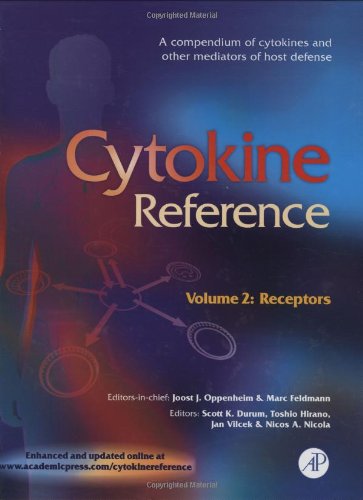 A compendium of cytokines and
other mediators of host defense
Cytokine
Reference
Volume 2: Receptors
Editors-in-chief: Joost J. Oppenheim & Marc Feldmann
Editors: Scott K. Durum, Toshio Hirano,
Jan Vilcek & Nicos A. Nicola
Enhanced and updated online at
www.academicpress.com/cytokinereference
AP